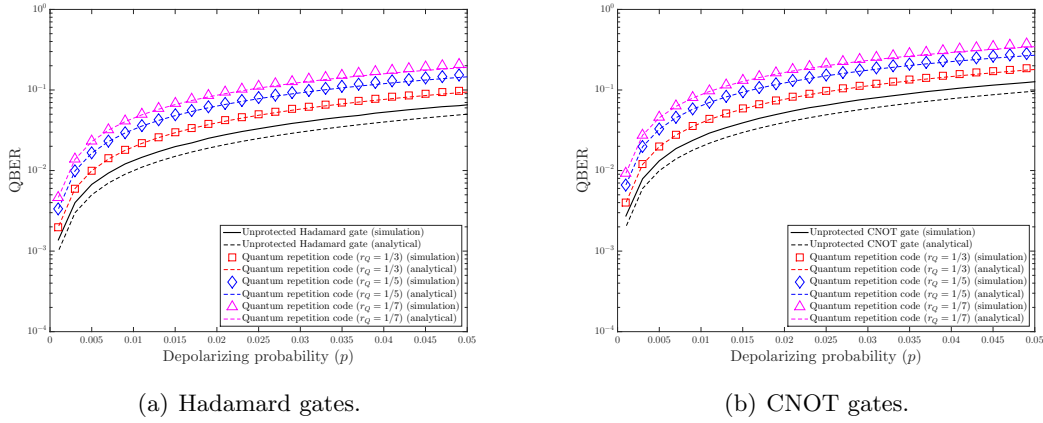 10^0
10^-1
10^-2
10^-3
10^-4
QBER
Unprotected Hadamard gate (simulation)
Unprotected Hadamard gate (analytical)
Quantum repetition code (r_Q = 1/3) (simulation)
Quantum repetition code (r_Q = 1/3) (analytical)
Quantum repetition code (r_Q = 1/5) (simulation)
Quantum repetition code (r_Q = 1/5) (analytical)
Quantum repetition code (r_Q = 1/7) (simulation)
Quantum repetition code (r_Q = 1/7) (analytical)
0 0.005 0.01 0.015 0.02 0.025 0.03 0.035 0.04 0.045 0.05
Depolarizing probability (p)
(a) Hadamard gates.
10^0
10^-1
10^-2
10^-3
10^-4
QBER
Unprotected CNOT gate (simulation)
Unprotected CNOT gate (analytical)
Quantum repetition code (r_Q = 1/3) (simulation)
Quantum repetition code (r_Q = 1/3) (analytical)
Quantum repetition code (r_Q = 1/5) (simulation)
Quantum repetition code (r_Q = 1/5) (analytical)
Quantum repetition code (r_Q = 1/7) (simulation)
Quantum repetition code (r_Q = 1/7) (analytical)
0 0.005 0.01 0.015 0.02 0.025 0.03 0.035 0.04 0.045 0.05
Depolarizing probability (p)
(b) CNOT gates.